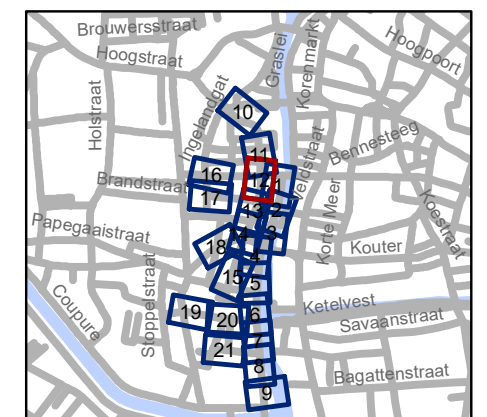 Brouwersstraat
Hoogstraat
Graslei
Korenmarkt
Hoogpoort
Holstraat
Ingelandgat
10
Bennesteeg
11
Veldstraat
16
12
1
Brandstraat
17
Koestraat
13
2
Papegaaistraat
14
3
Korte Meer
18
Kouter
4
15
5
Coupure
Stoppelstraat
Ketelvest
19
20
6
Savaanstraat
21
7
8
Bagattenstraat
9